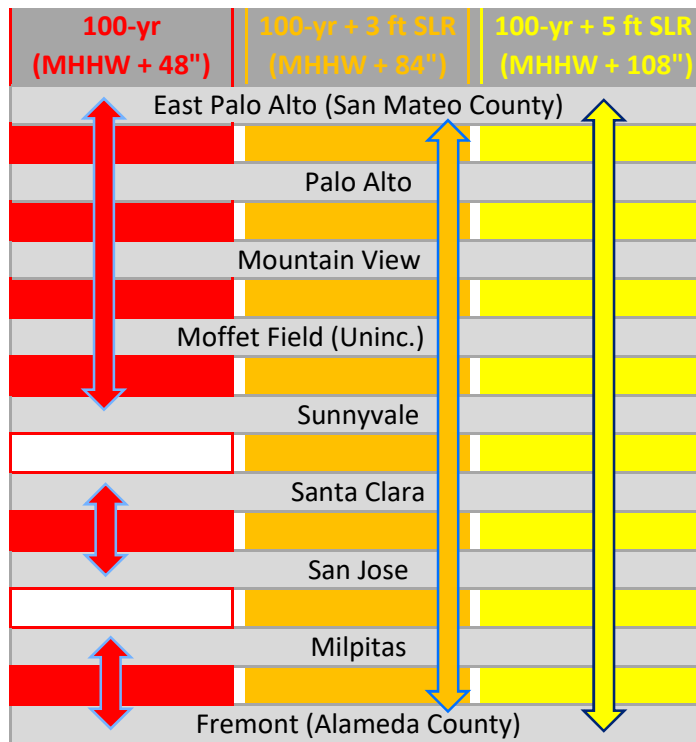 100-yr
(MHHW + 48")
100-yr + 3 ft SLR
(MHHW + 84")
100-yr + 5 ft SLR
(MHHW + 108")
East Palo Alto (San Mateo County)
Palo Alto
Mountain View
Moffet Field (Uninc.)
Sunnyvale
Santa Clara
San Jose
Milpitas
Fremont (Alameda County)